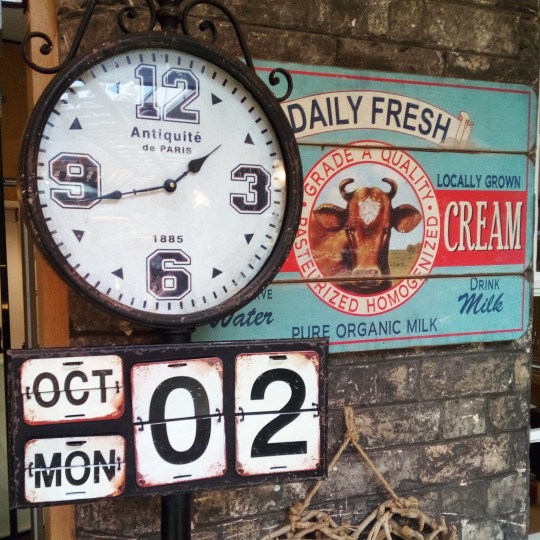 12
Antiquité
de PARIS
9
3
1885
6
OCT
MON
02
DAILY FRESH
GRADE A QUALITY
PASTEURIZED HOMOGENIZED
LOCALLY GROWN
CREAM
DRINK
Milk
Water
PURE ORGANIC MILK